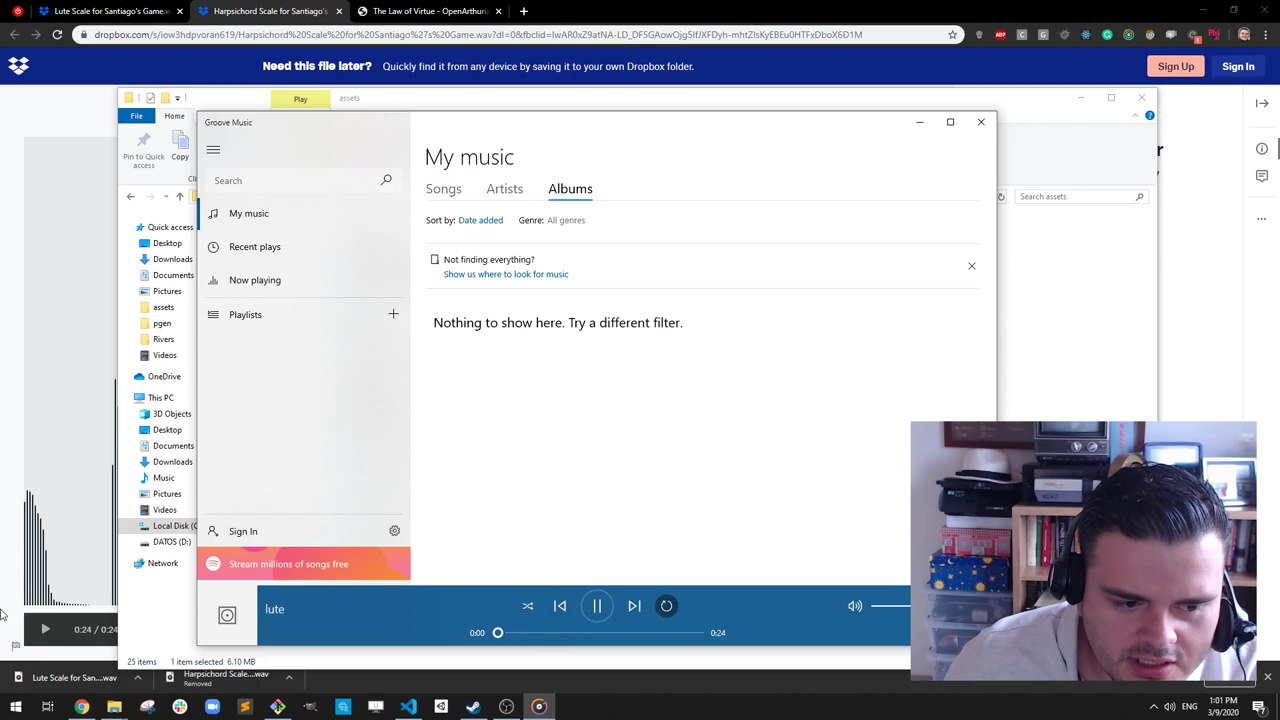 Lute Scale for Santiago's Game.w
Harpsichord Scale for Santiago's
The Law of Virtue - Openmusic
dropbox.com/s/iow3hdpvoran619/Harpsichord%20Scale%20for%20Santiago%27s%20Game.wav?dl=0&fbclid=IwAR0xZ9atNA-LD_DF5GAowOjg5IfJXFDyh-mhtZIsKyEBEu0HTFxDboX6D1M
Need this file later? Quickly find it from any device by saving it to your own Dropbox folder.
Sign Up
Sign In
Play
assets
File
Home
Pin to Quick
access
Copy
Search assets
Quick access
Desktop
Downloads
Documents
Pictures
assets
pgen
Rivers
Videos
OneDrive
This PC
3D Objects
Desktop
Documents
Downloads
Music
Pictures
Videos
Local Disk (C
DATOS (D:)
Network
25 items
1 item selected 6.10 MB
Groove Music
Search
My music
Recent plays
Now playing
Playlists
Sign In
Stream millions of songs free
My music
Songs
Artists
Albums
Sort by: Date added
Genre: All genres
Not finding everything?
Show us where to look for music
Nothing to show here. Try a different filter.
lute
0:00
0:24
0:24 / 0:24
Lute Scale for San....wav
Harpsichord Scale....wav
Removed
ENG
1:01 PM
3/9/2020